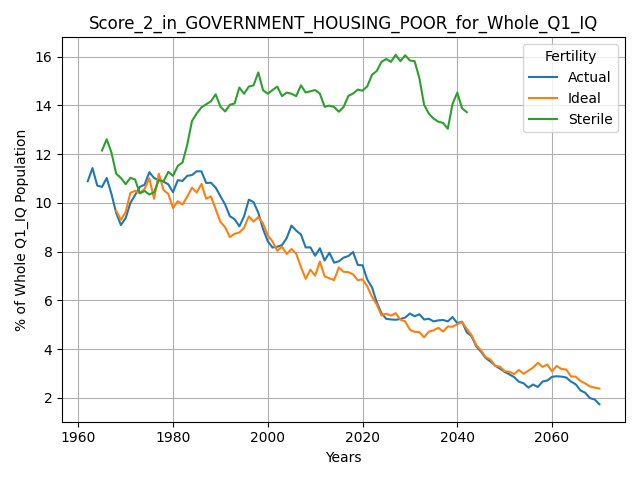 Score_2_in_GOVERNMENT_HOUSING_POOR_for_Whole_Q1_IQ
Fertility
Actual
Ideal
Sterile
% of Whole Q1_IQ Population
16
14
12
10
8
6
4
2
1960 1980 2000 2020 2040 2060
Years